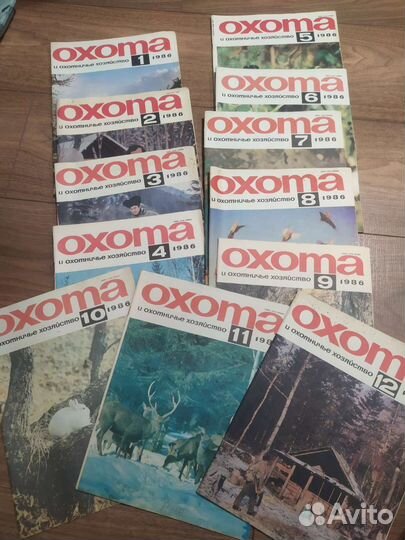 охота
и охотничье хозяйство 1 1986
охота
и охотничье хозяйство 2 1986
охота
и охотничье хозяйство 3 1986
охота
и охотничье хозяйство 4 1986
охота
и охотничье хозяйство 5 1986
охота
и охотничье хозяйство 6 1986
охота
и охотничье хозяйство 7 1986
охота
и охотничье хозяйство 8 1986
охота
и охотничье хозяйство 9 1986
охота
и охотничье хозяйство 10 1986
охота
и охотничье хозяйство 11 198
охота
и охотничье хозяйство 12
Avito